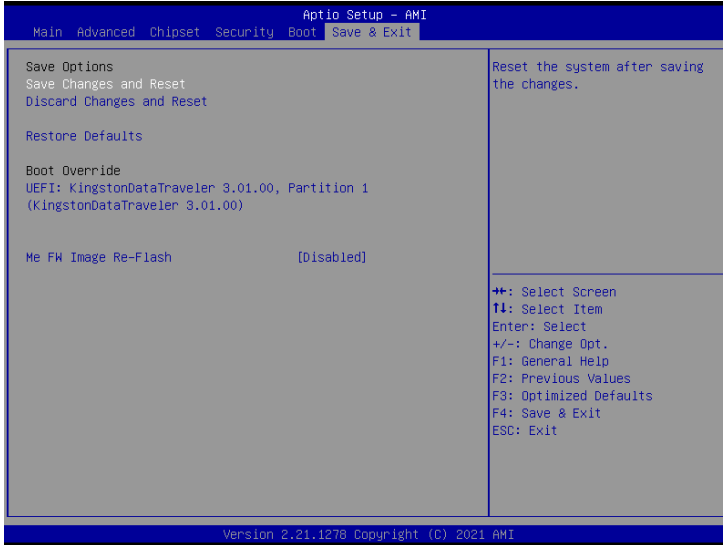 Aptio Setup - AMI
Main Advanced Chipset Security Boot Save & Exit
Save Options
Save Changes and Reset
Discard Changes and Reset
Restore Defaults
Boot Override
UEFI: KingstonDataTraveler 3.01.00, Partition 1
(KingstonDataTraveler 3.01.00)
Me FW Image Re-Flash [Disabled]
Reset the system after saving
the changes.
→←: Select Screen
↑↓: Select Item
Enter: Select
+/-: Change Opt.
F1: General Help
F2: Previous Values
F3: Optimized Defaults
F4: Save & Exit
ESC: Exit
Version 2.21.1278 Copyright (C) 2021 AMI